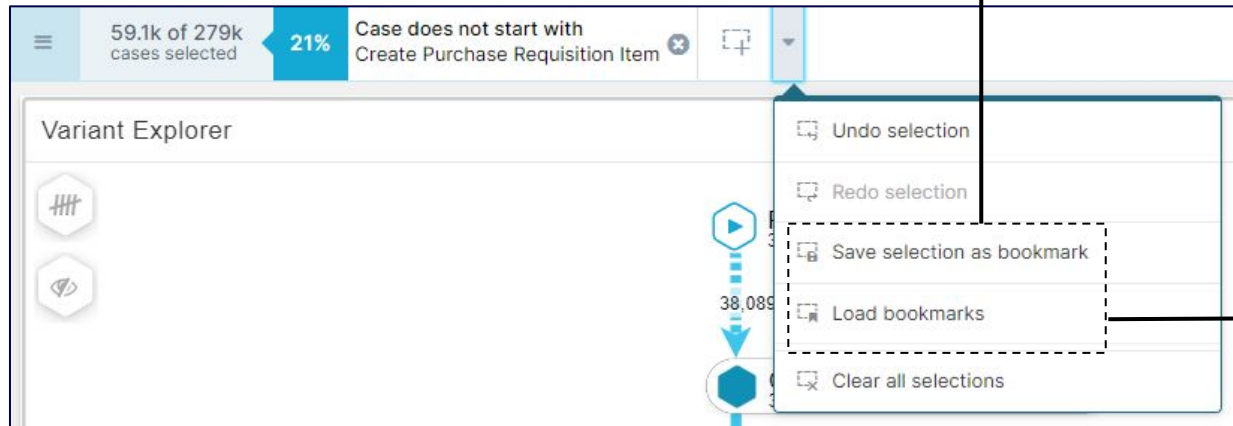 59.1k of 279k
cases selected
21%
Case does not start with
Create Purchase Requisition Item
Variant Explorer
Undo selection
Redo selection
Save selection as bookmark
Load bookmarks
Clear all selections
38,089